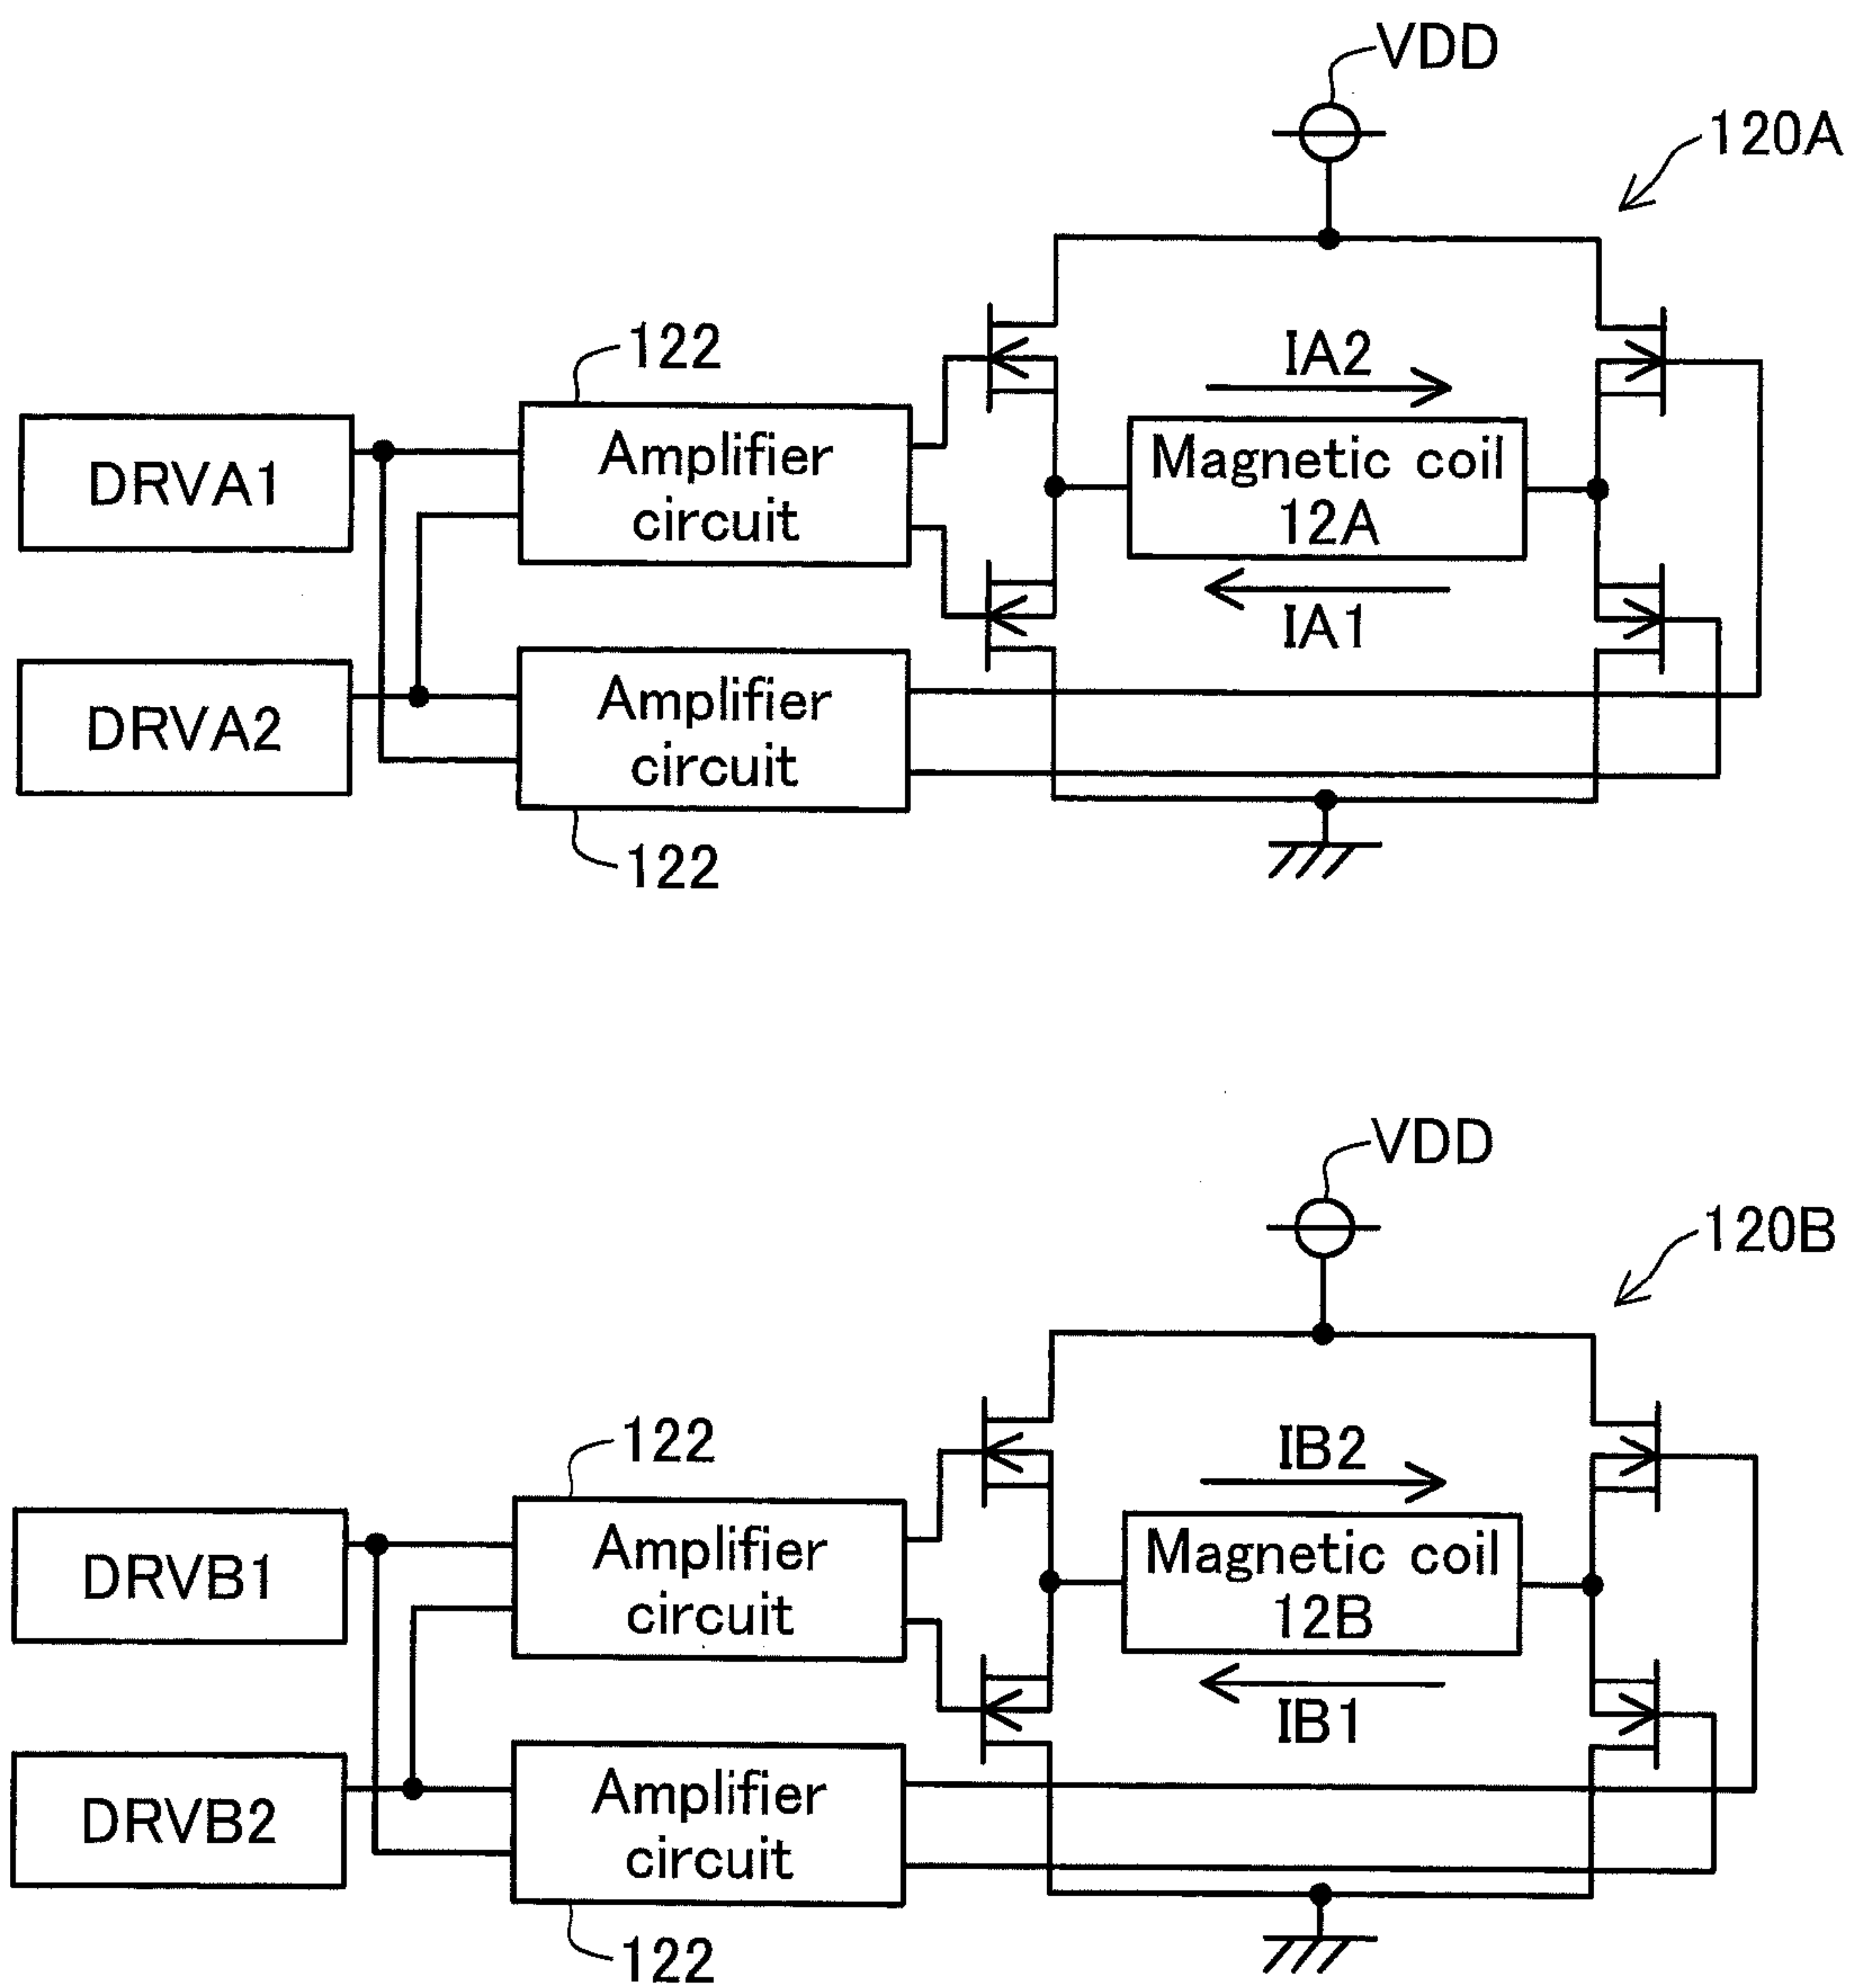 VDD
120A
122
IA2
DRVA1
Amplifier
circuit
Magnetic coil
12A
IA1
DRVA2
Amplifier
circuit
122
VDD
120B
122
IB2
DRVB1
Amplifier
circuit
Magnetic coil
12B
IB1
DRVB2
Amplifier
circuit
122